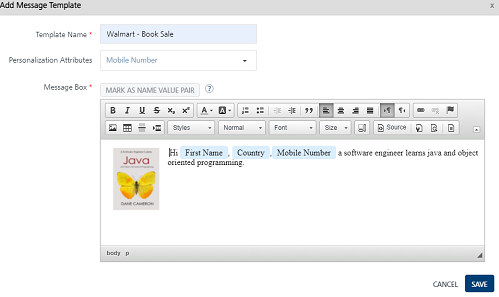 Add Message Template x
Template Name * Walmart - Book Sale
Personalization Attributes Mobile Number
Message Box * MARK AS NAME VALUE PAIR ?
B I U S x₂ x² A A
Styles Normal Font Size Source
Java
DANE CAMERON
Hi First Name , Country , Mobile Number a software engineer learns java and object
oriented programming.
body p
CANCEL SAVE